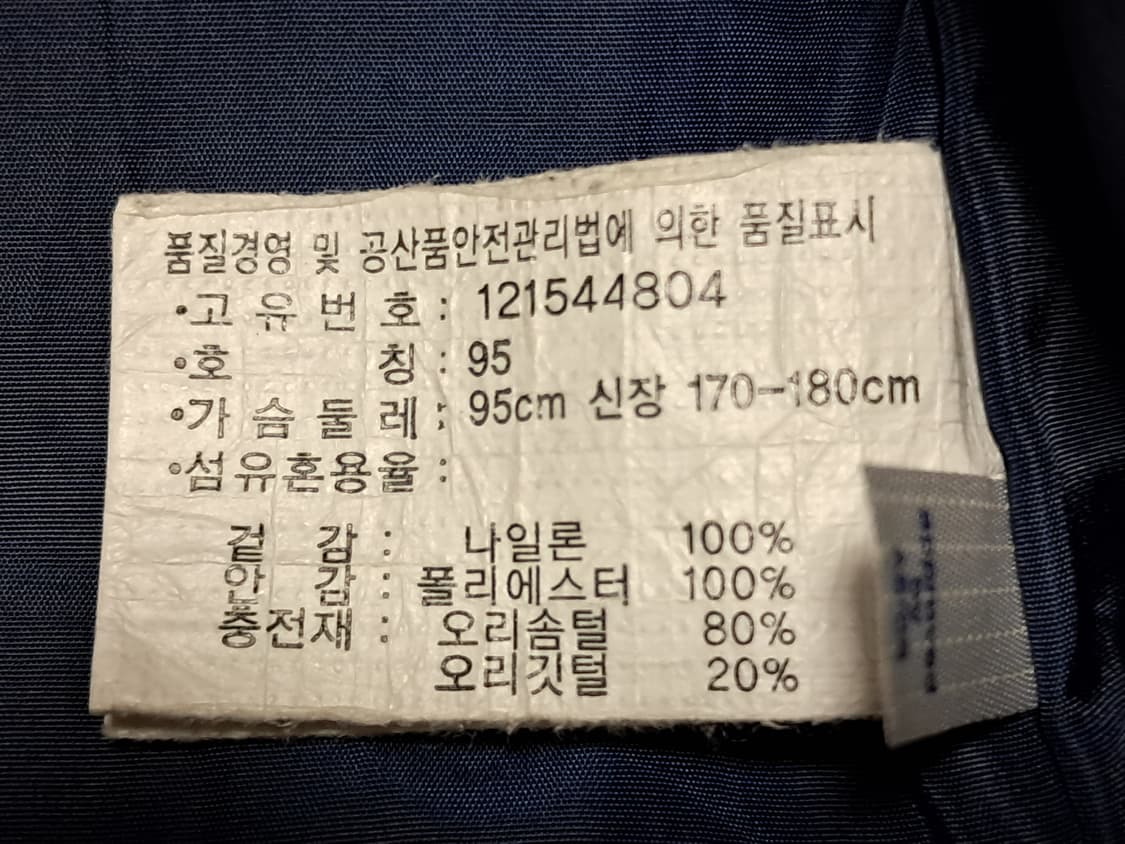 품질경영 및 공산품안전관리법에 의한 품질표시
•고 유 번 호 : 121544804
•호 칭 : 95
•가 슴 둘 레 : 95cm 신장 170-180cm
•섬유혼용율 :
겉 감 : 나일론 100%
안 감 : 폴리에스터 100%
충전재 : 오리솜털 80%
오리깃털 20%